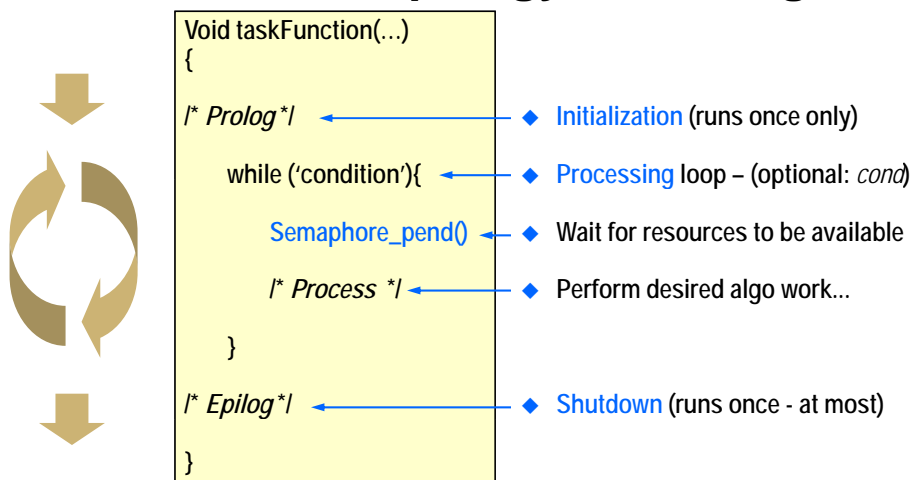 Void taskFunction(…)
{
/* Prolog */ ◆ Initialization (runs once only)
while (‘condition’){ ◆ Processing loop – (optional: cond)
Semaphore_pend() ◆ Wait for resources to be available
/* Process */ ◆ Perform desired algo work...
}
/* Epilog */ ◆ Shutdown (runs once - at most)
}